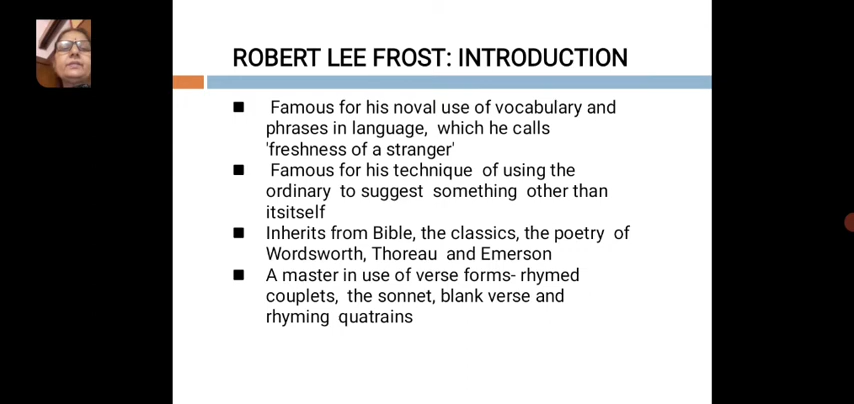 ROBERT LEE FROST: INTRODUCTION
Famous for his noval use of vocabulary and
phrases in language, which he calls
'freshness of a stranger'
Famous for his technique of using the
ordinary to suggest something other than
itsitself
Inherits from Bible, the classics, the poetry of
Wordsworth, Thoreau and Emerson
A master in use of verse forms- rhymed
couplets, the sonnet, blank verse and
rhyming quatrains